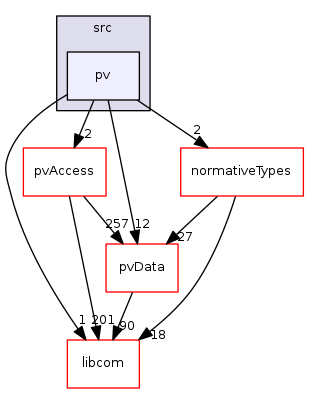 src
pv
2
2
pvAccess
normativeTypes
257
12
27
pvData
1
201
90
18
libcom